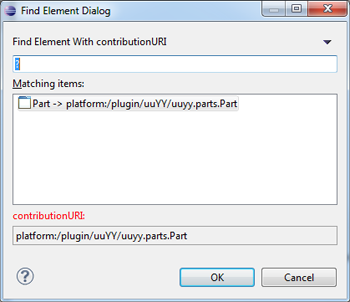 Find Element Dialog
Find Element With contributionURI
?
Matching items:
Part -> platform:/plugin/uuYY/uuyy.parts.Part
contributionURI:
platform:/plugin/uuYY/uuyy.parts.Part
?
OK
Cancel